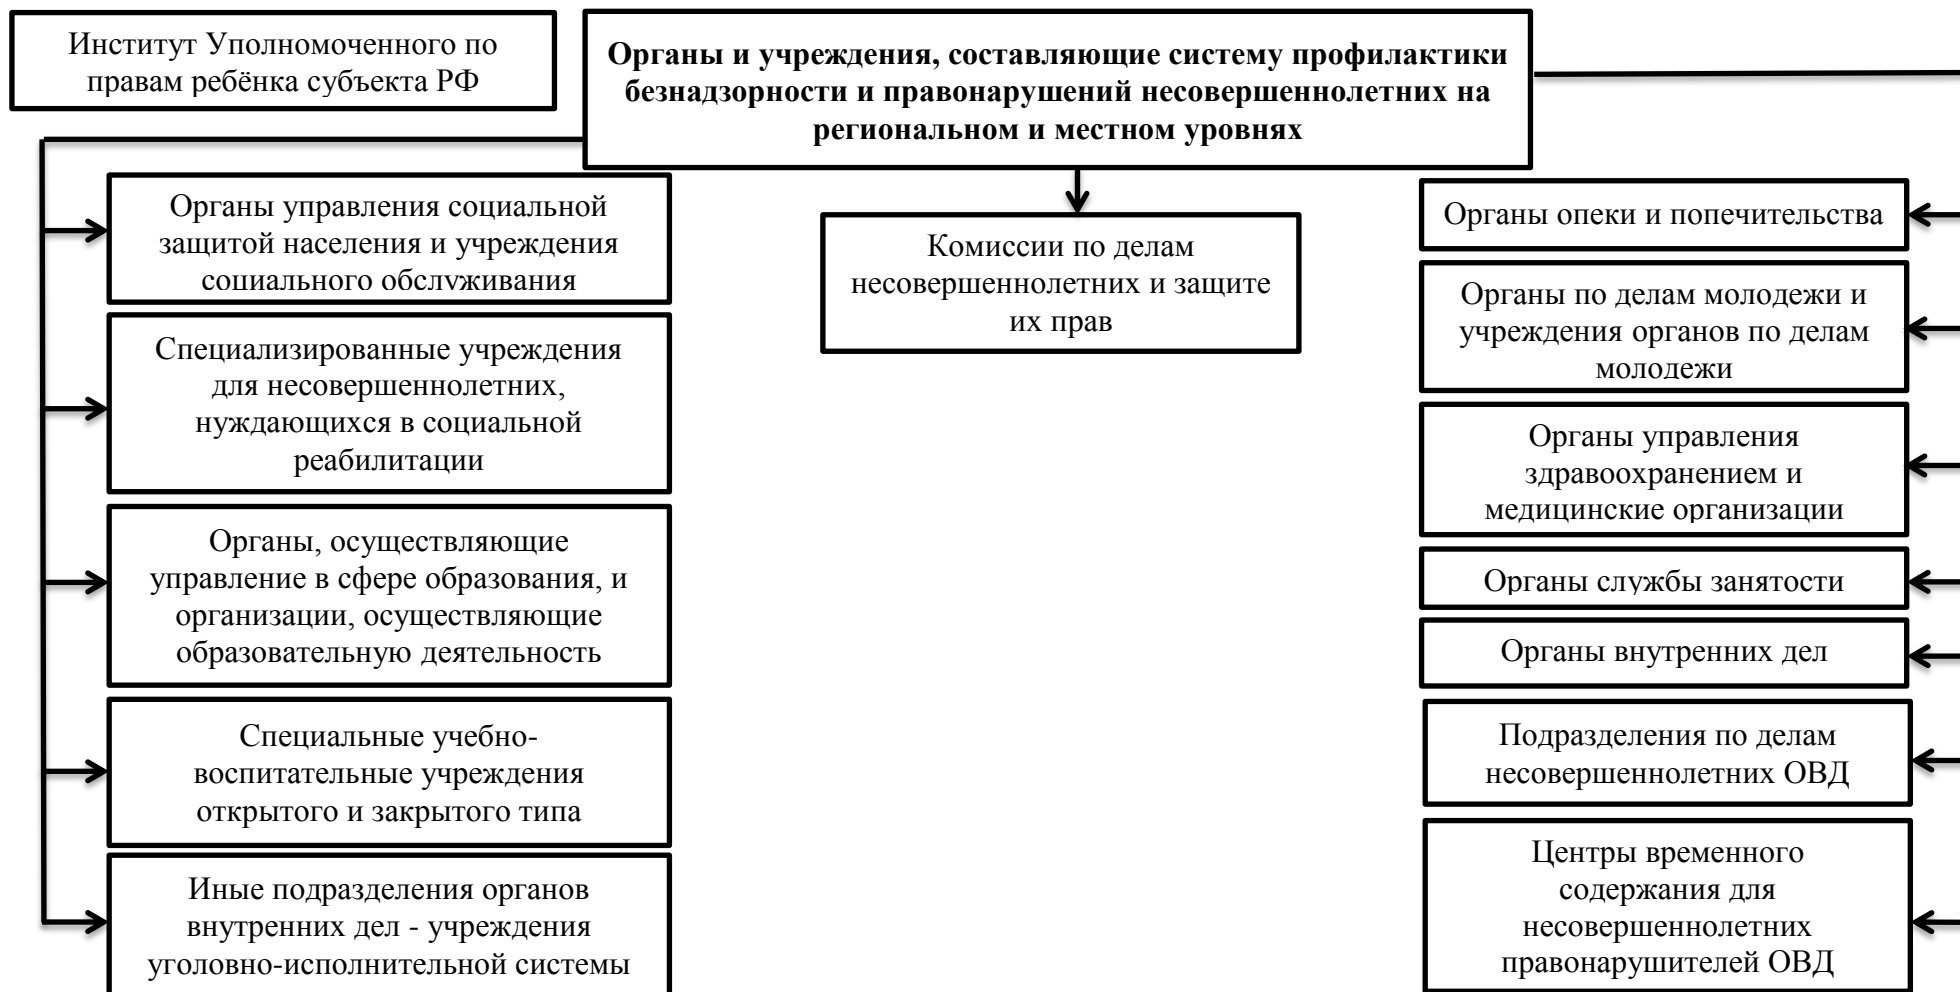 Институт Уполномоченного по
правам ребёнка субъекта РФ
Органы и учреждения, составляющие систему профилактики
безнадзорности и правонарушений несовершеннолетних на
региональном и местном уровнях
Органы управления социальной
защитой населения и учреждения
социального обслуживания
Специализированные учреждения
для несовершеннолетних,
нуждающихся в социальной
реабилитации
Органы, осуществляющие
управление в сфере образования, и
организации, осуществляющие
образовательную деятельность
Специальные учебно-
воспитательные учреждения
открытого и закрытого типа
Иные подразделения органов
внутренних дел - учреждения
уголовно-исполнительной системы
Комиссии по делам
несовершеннолетних и защите
их прав
Органы опеки и попечительства
Органы по делам молодежи и
учреждения органов по делам
молодежи
Органы управления
здравоохранением и
медицинские организации
Органы службы занятости
Органы внутренних дел
Подразделения по делам
несовершеннолетних ОВД
Центры временного
содержания для
несовершеннолетних
правонарушителей ОВД